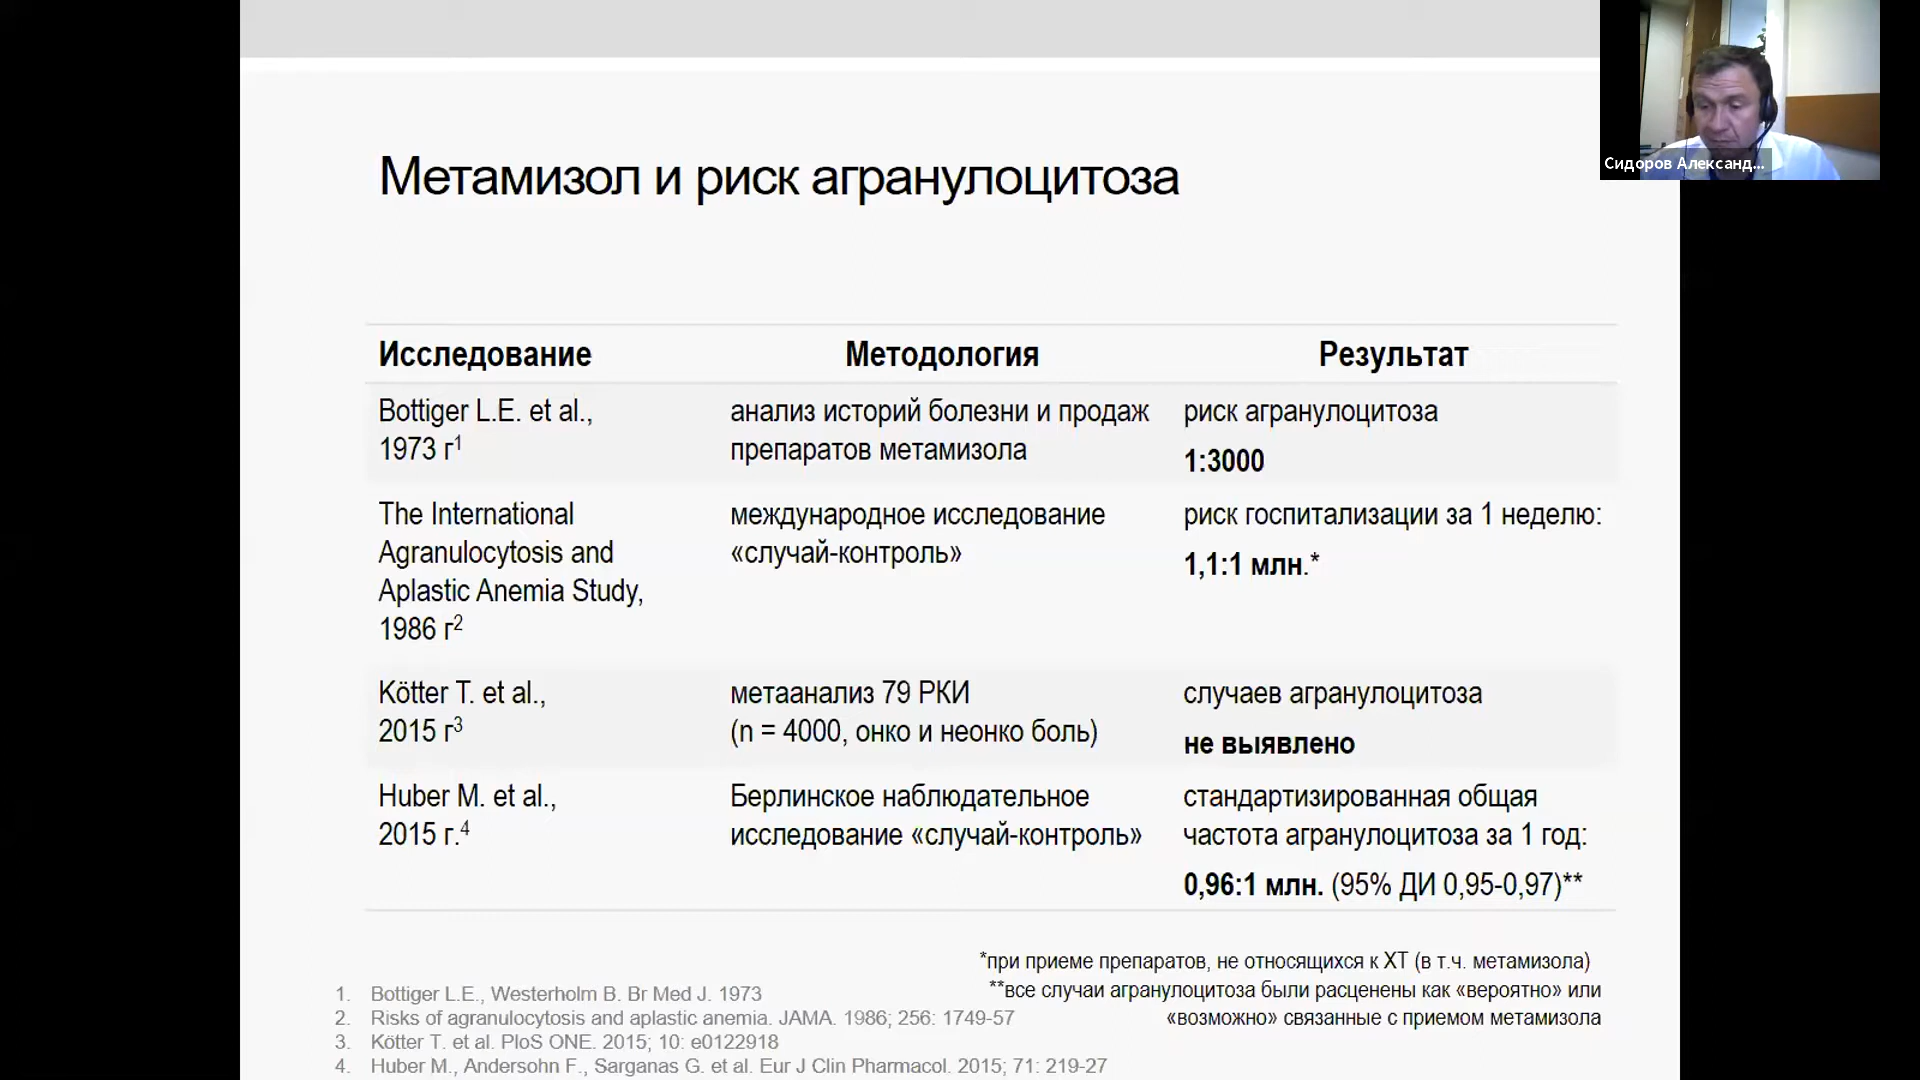 Сидоров Александ...
Метамизол и риск агранулоцитоза
Исследование Методология Результат
Bottiger L.E. et al.,
1973 г1
анализ историй болезни и продаж
препаратов метамизола
риск агранулоцитоза
1:3000
The International
Agranulocytosis and
Aplastic Anemia Study,
1986 г2
международное исследование
«случай-контроль»
риск госпитализации за 1 неделю:
1,1:1 млн.*
Kötter T. et al.,
2015 г3
метаанализ 79 РКИ
(n = 4000, онко и неонко боль)
случаев агранулоцитоза
не выявлено
Huber M. et al.,
2015 г.4
Берлинское наблюдательное
исследование «случай-контроль»
стандартизированная общая
частота агранулоцитоза за 1 год:
0,96:1 млн. (95% ДИ 0,95-0,97)**
*при приеме препаратов, не относящихся к ХТ (в т.ч. метамизола)
**все случаи агранулоцитоза были расценены как «вероятно» или
«возможно» связанные с приемом метамизола
1. Bottiger L.E., Westerholm B. Br Med J. 1973
2. Risks of agranulocytosis and aplastic anemia. JAMA. 1986; 256: 1749-57
3. Kötter T. et al. PloS ONE. 2015; 10: e0122918
4. Huber M., Andersohn F., Sarganas G. et al. Eur J Clin Pharmacol. 2015; 71: 219-27